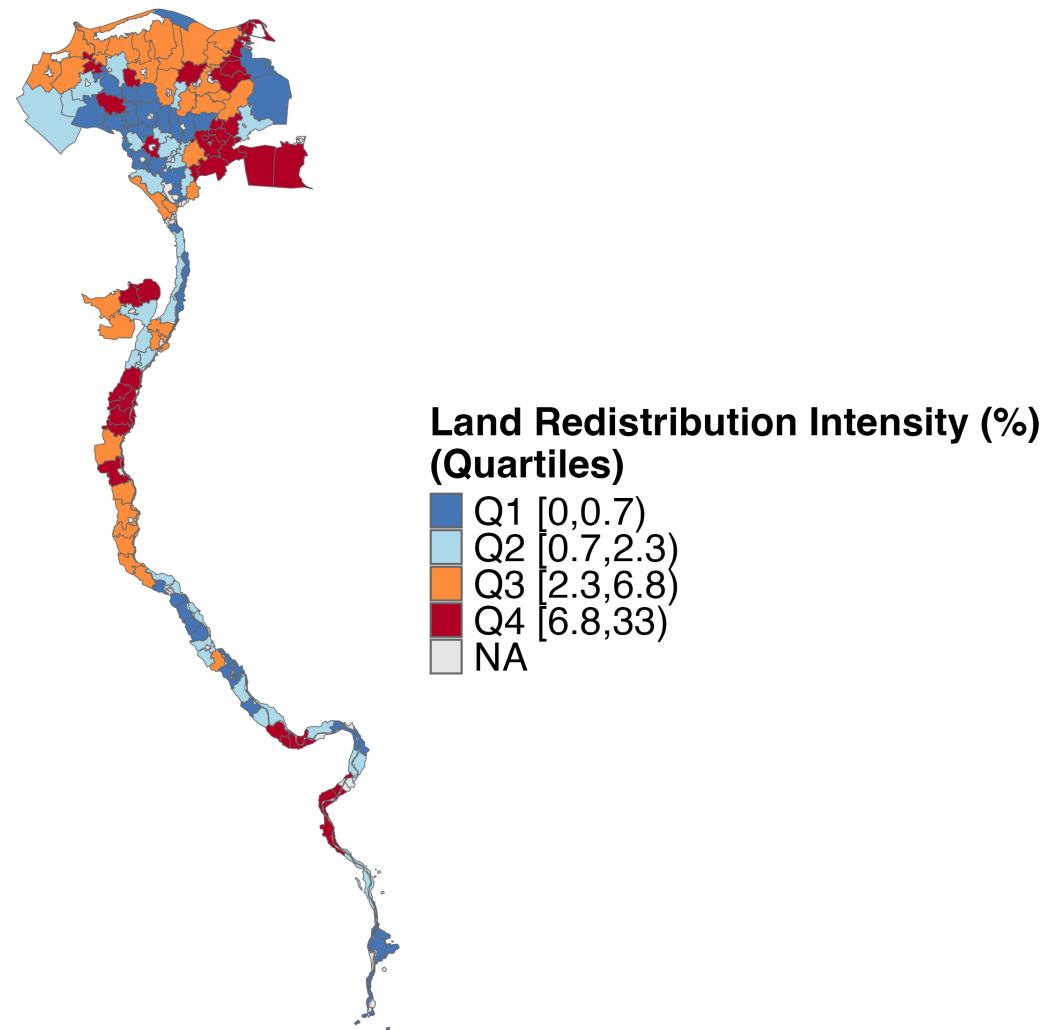 Land Redistribution Intensity (%)
(Quartiles)
Q1 [0,0.7)
Q2 [0.7,2.3)
Q3 [2.3,6.8)
Q4 [6.8,33)
NA